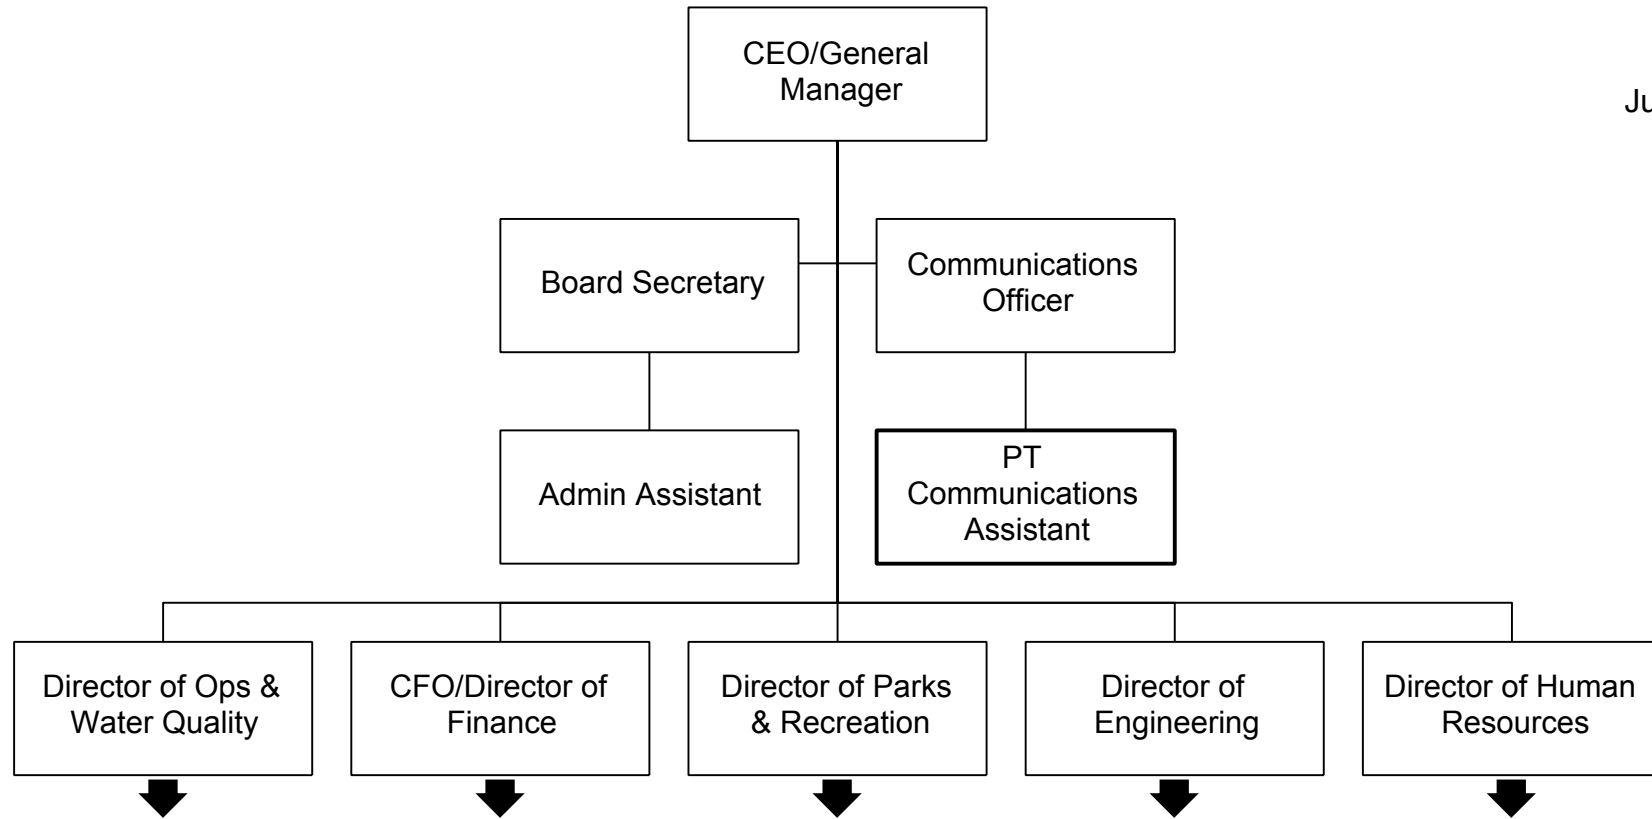 CEO/General
Manager
Ju
Board Secretary
Communications
Officer
Admin Assistant
PT
Communications
Assistant
Director of Ops &
Water Quality
CFO/Director of
Finance
Director of Parks
& Recreation
Director of
Engineering
Director of Human
Resources